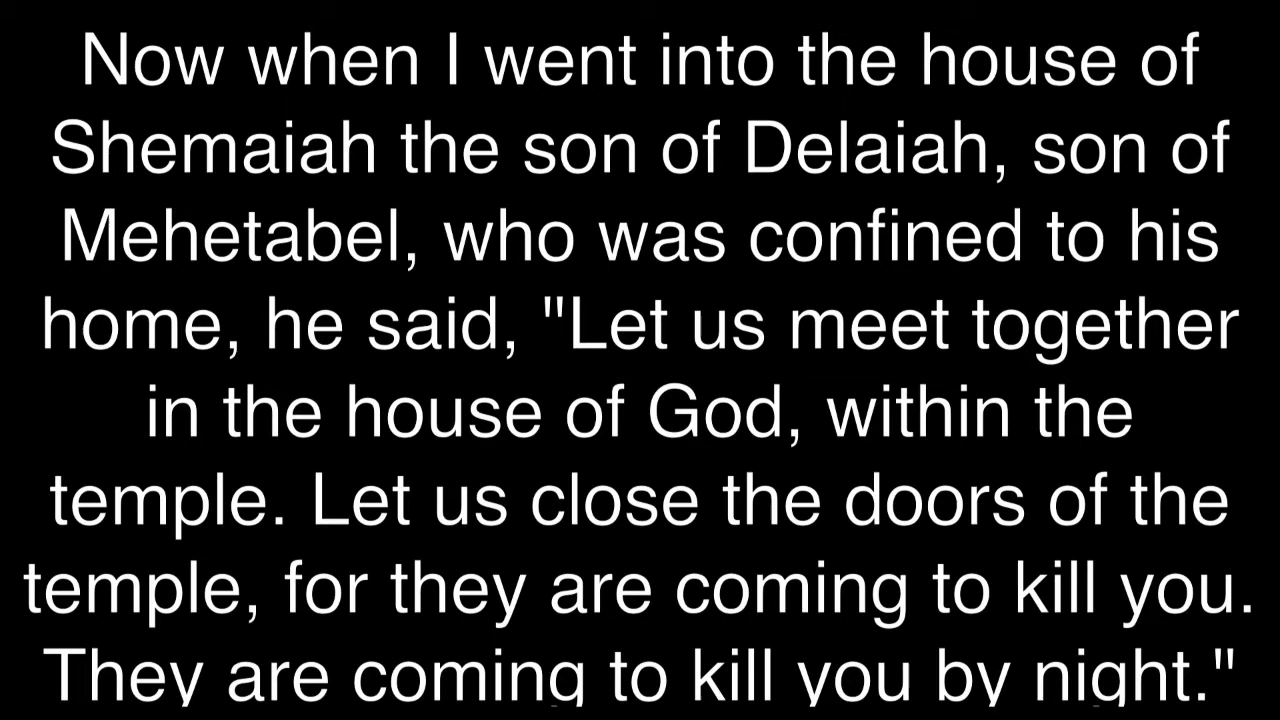 Now when I went into the house of
Shemaiah the son of Delaiah, son of
Mehetabel, who was confined to his
home, he said, "Let us meet together
in the house of God, within the
temple. Let us close the doors of the
temple, for they are coming to kill you.
They are coming to kill you by night."